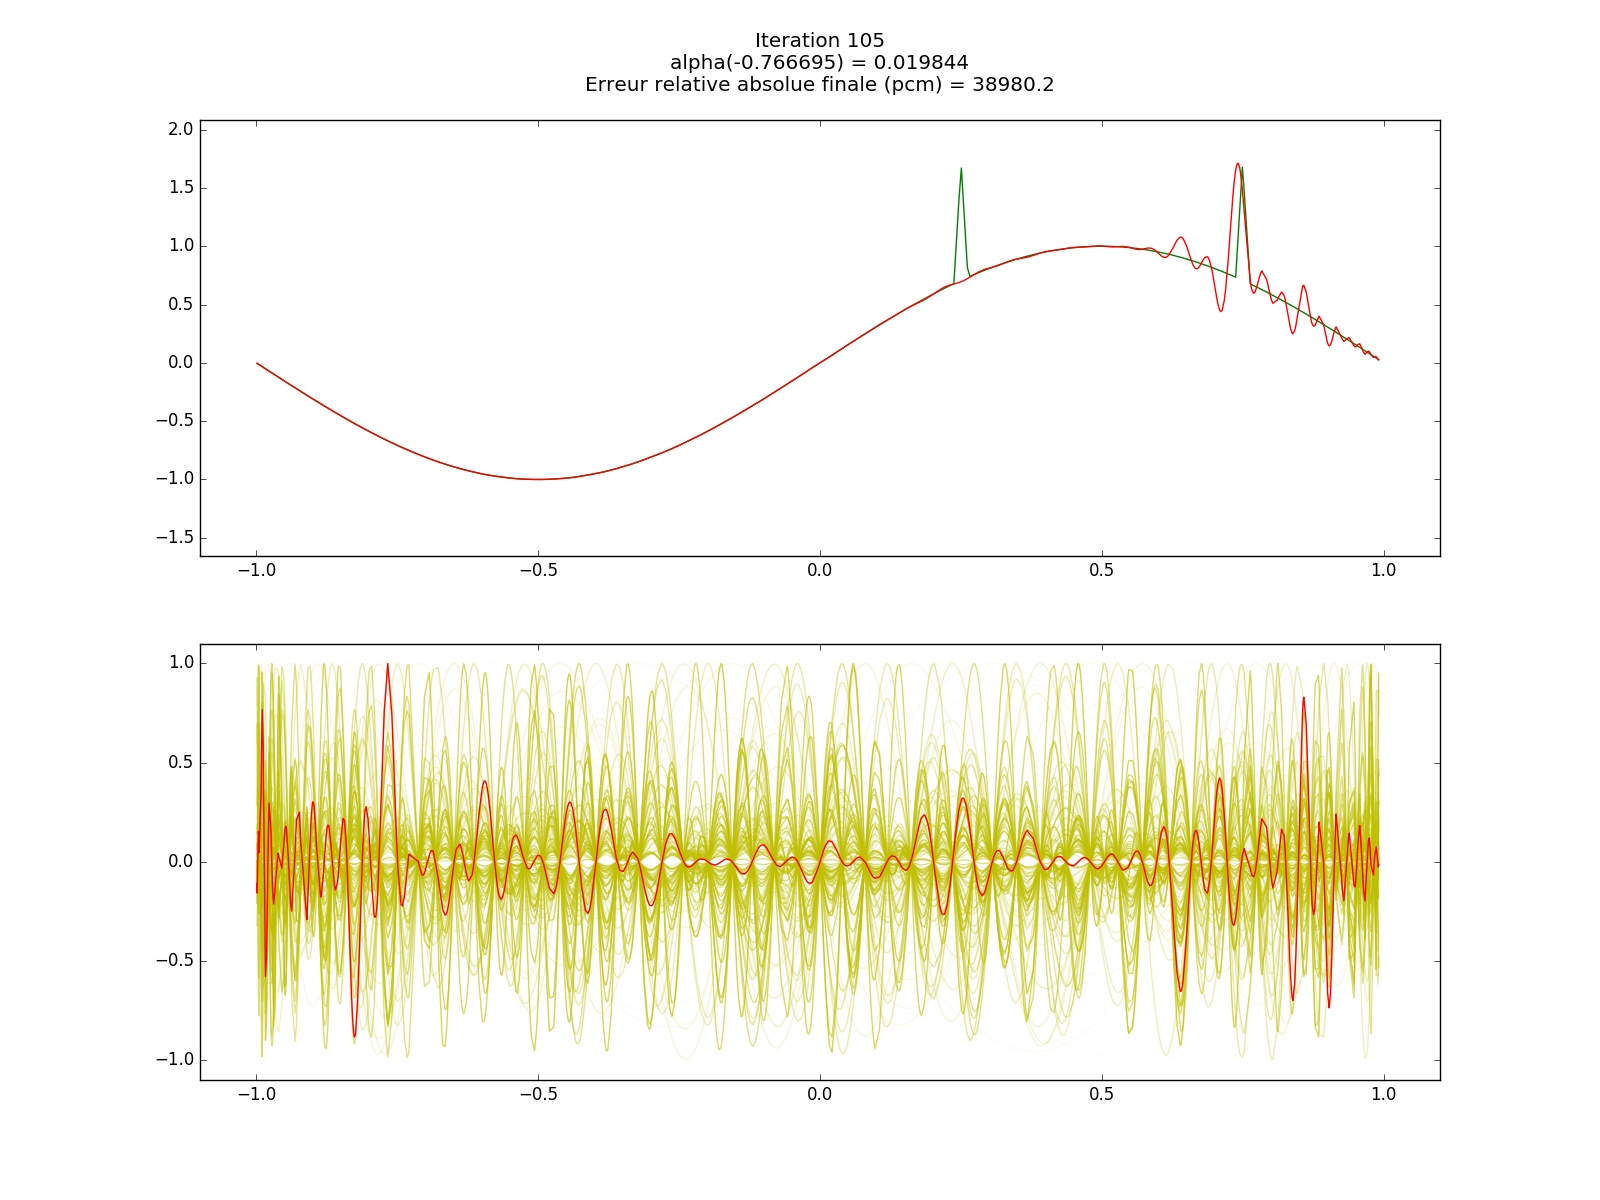 Iteration 105
alpha(-0.766695) = 0.019844
Erreur relative absolue finale (pcm) = 38980.2
2.0
1.5
1.0
0.5
0.0
−0.5
−1.0
−1.5
−1.0 −0.5 0.0 0.5 1.0
1.0
0.5
0.0
−0.5
−1.0
−1.0 −0.5 0.0 0.5 1.0